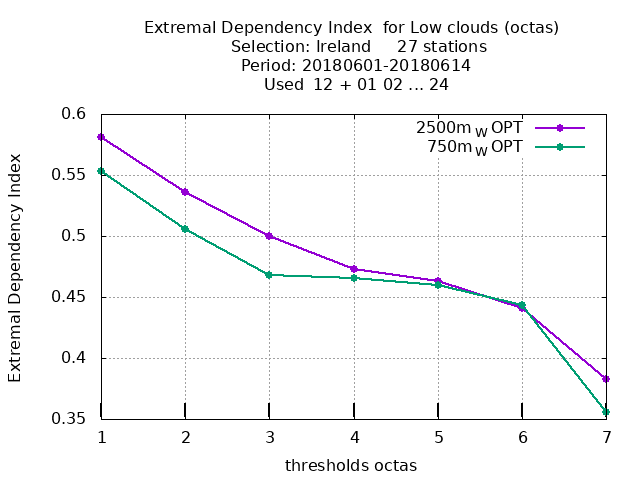 Extremal Dependency Index  for Low clouds (octas)
Selection: Ireland     27 stations
Period: 20180601-20180614
Used  12 + 01 02 ... 24
2500m W OPT
750m W OPT
Extremal Dependency Index
0.6
0.55
0.5
0.45
0.4
0.35
1 2 3 4 5 6 7
thresholds octas